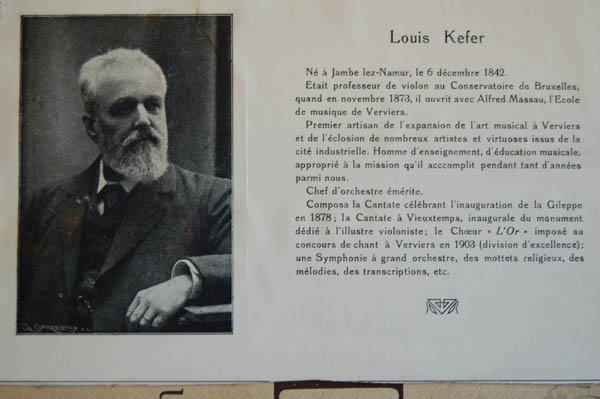 Louis Kefer
Né à Jambe lez-Namur, le 6 décembre 1842.
Etait professeur de violon au Conservatoire de Bruxelles,
quand en novembre 1873, il ouvrit avec Alfred Massau, l'Ecole
de musique de Verviers.
Premier artisan de l'expansion de l'art musical à Verviers
et de l'éclosion de nombreux artistes et virtuoses issus de la
cité industrielle. Homme d'enseignement, d'éducation musicale,
approprié à la mission qu'il acccomplit pendant tant d'années
parmi nous.
Chef d'orchestre émérite.
Composa la Cantate célébrant l'inauguration de la Gileppe
en 1878 ; la Cantate à Vieuxtemps, inaugurale du monument
dédié à l'illustre violoniste ; le Chœur « L'Or » imposé au
concours de chant à Verviers en 1903 (division d'excellence) ;
une Symphonie à grand orchestre, des mottets religieux, des
mélodies, des transcriptions, etc.